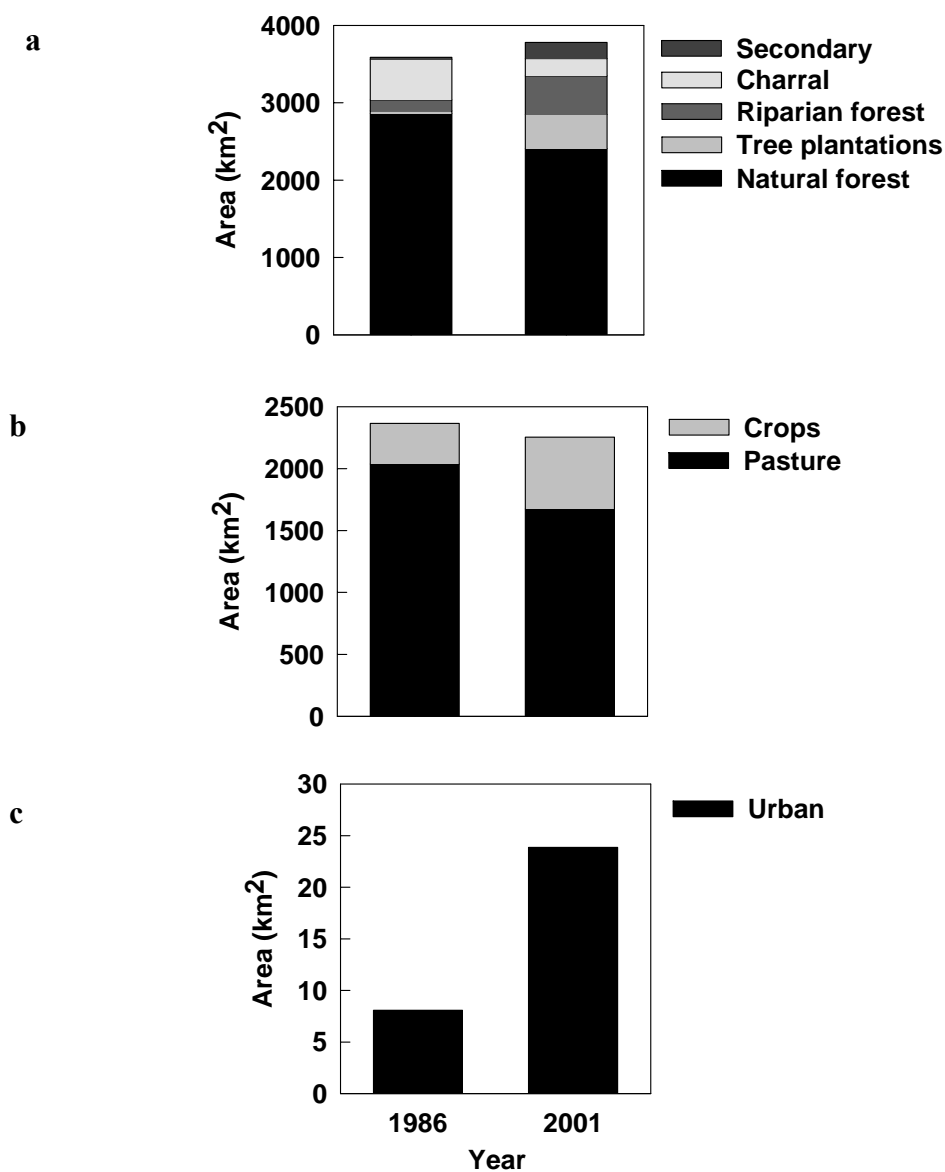 a
4000
3000
2000
1000
0
Area (km2)
Secondary
Charral
Riparian forest
Tree plantations
Natural forest
b
2500
2000
1500
1000
500
0
Area (km2)
Crops
Pasture
c
30
25
20
15
10
5
0
Area (km2)
Urban
1986 2001
Year